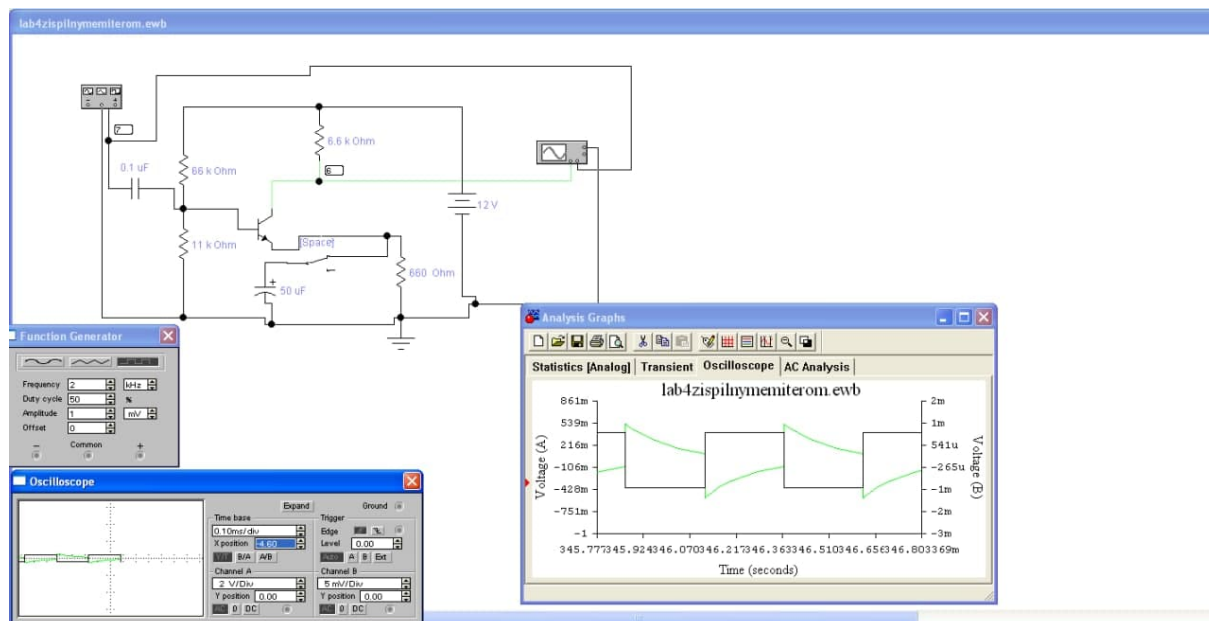 lab4zispilnymemiterom.ewb
7
6.6 k Ohm
6
0.1 uF
66 k Ohm
12 V
11 k Ohm
[Space]
660 Ohm
50 uF
Function Generator
Frequency 2 kHz
Duty cycle 50 %
Amplitude 1 mV
Offset 0
− Common +
Oscilloscope
Expand
Ground
Time base
0.10ms/div
X position -4.60
Y/T B/A A/B
Trigger
Edge
Level 0.00
Auto A B Ext
Channel A
2 V/Div
Y position 0.00
AC 0 DC
Channel B
5 mV/Div
Y position 0.00
AC 0 DC
Analysis Graphs
Statistics [Analog] Transient Oscilloscope AC Analysis
lab4zispilnymemiterom.ewb
Voltage (A)
861m
539m
216m
-106m
-428m
-751m
-1
Voltage (B)
2m
1m
541u
-265u
-1m
-2m
-3m
345.777345.924346.070346.217346.363346.510346.656346.803369m
Time (seconds)